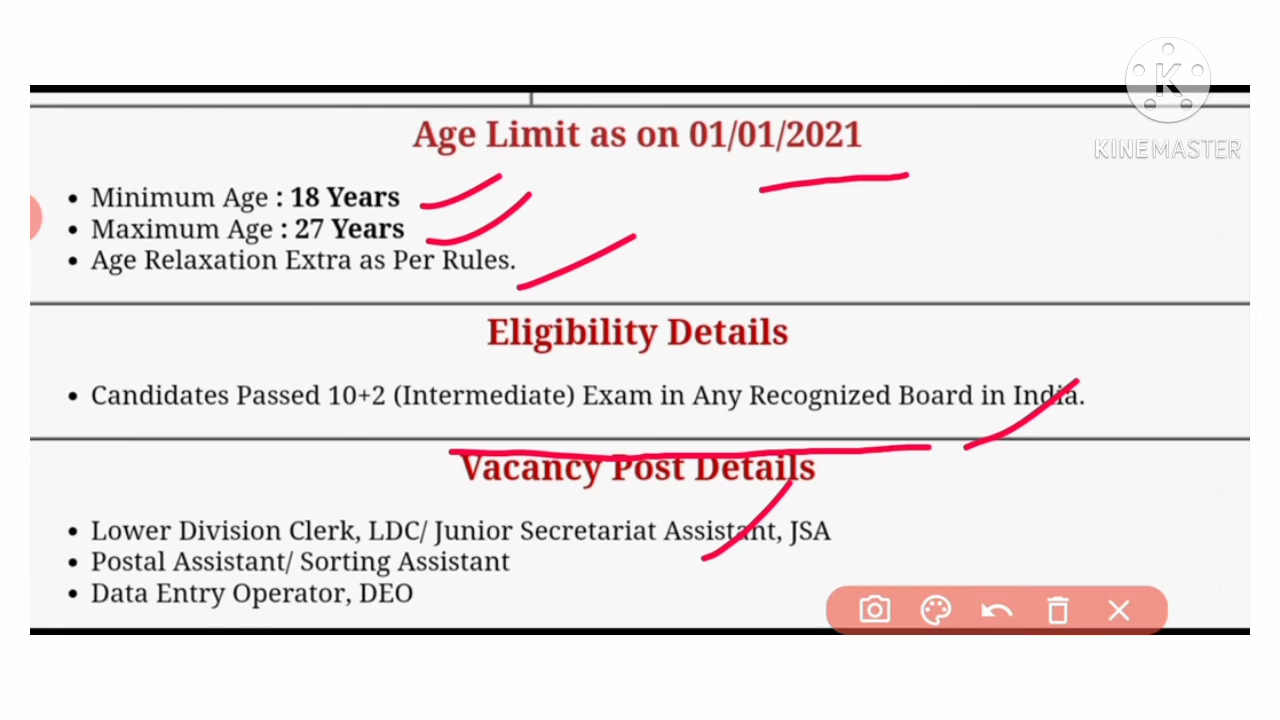 K
KINEMASTER
Age Limit as on 01/01/2021
• Minimum Age : 18 Years
• Maximum Age : 27 Years
• Age Relaxation Extra as Per Rules.
Eligibility Details
• Candidates Passed 10+2 (Intermediate) Exam in Any Recognized Board in India.
Vacancy Post Details
• Lower Division Clerk, LDC/ Junior Secretariat Assistant, JSA
• Postal Assistant/ Sorting Assistant
• Data Entry Operator, DEO